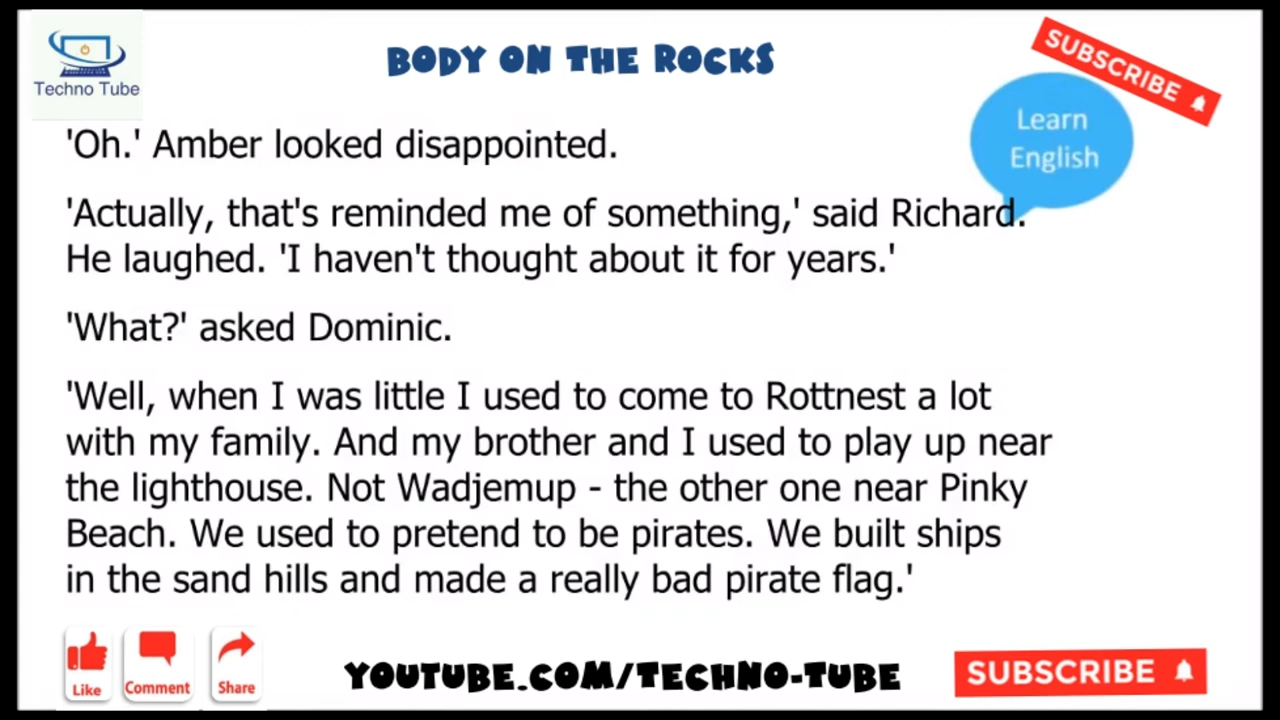 Techno Tube
BODY ON THE ROCKS
SUBSCRIBE
Learn
English
'Oh.' Amber looked disappointed.
'Actually, that's reminded me of something,' said Richard.
He laughed. 'I haven't thought about it for years.'
'What?' asked Dominic.
'Well, when I was little I used to come to Rottnest a lot
with my family. And my brother and I used to play up near
the lighthouse. Not Wadjemup - the other one near Pinky
Beach. We used to pretend to be pirates. We built ships
in the sand hills and made a really bad pirate flag.'
Like
Comment
Share
YOUTUBE.COM/TECHNO-TUBE
SUBSCRIBE